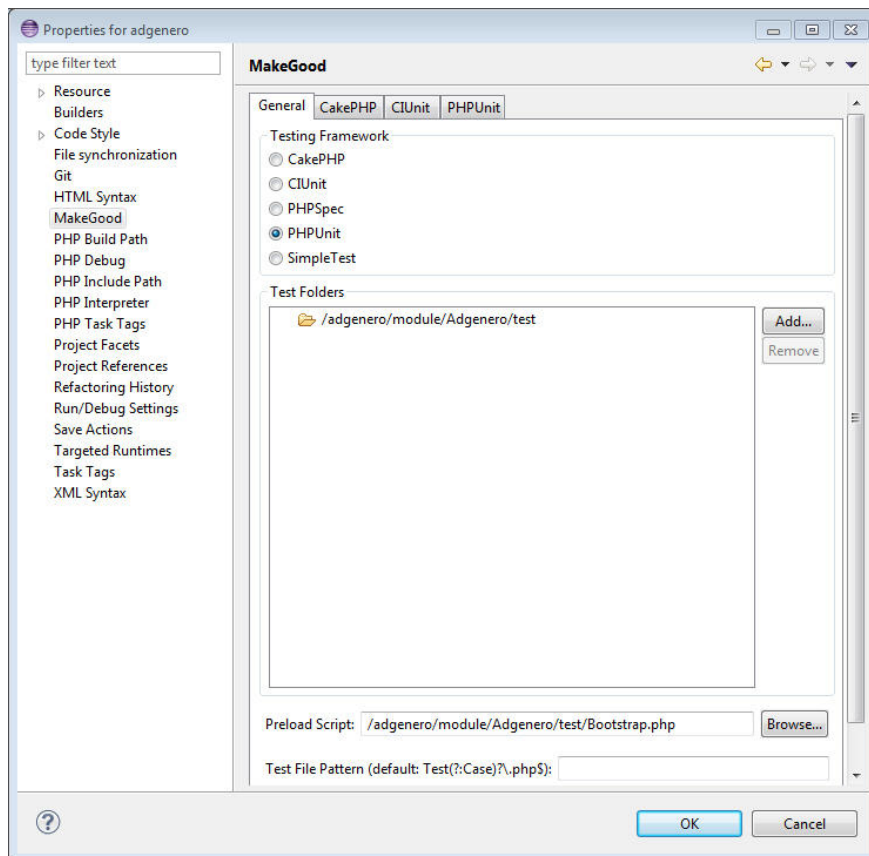 Properties for adgenero
type filter text
Resource
Builders
Code Style
File synchronization
Git
HTML Syntax
MakeGood
PHP Build Path
PHP Debug
PHP Include Path
PHP Interpreter
PHP Task Tags
Project Facets
Project References
Refactoring History
Run/Debug Settings
Save Actions
Targeted Runtimes
Task Tags
XML Syntax
MakeGood
General CakePHP CIUnit PHPUnit
Testing Framework
CakePHP
CIUnit
PHPSpec
PHPUnit
SimpleTest
Test Folders
/adgenero/module/Adgenero/test
Add...
Remove
Preload Script: /adgenero/module/Adgenero/test/Bootstrap.php Browse...
Test File Pattern (default: Test(?:Case)?\.php$):
? OK Cancel